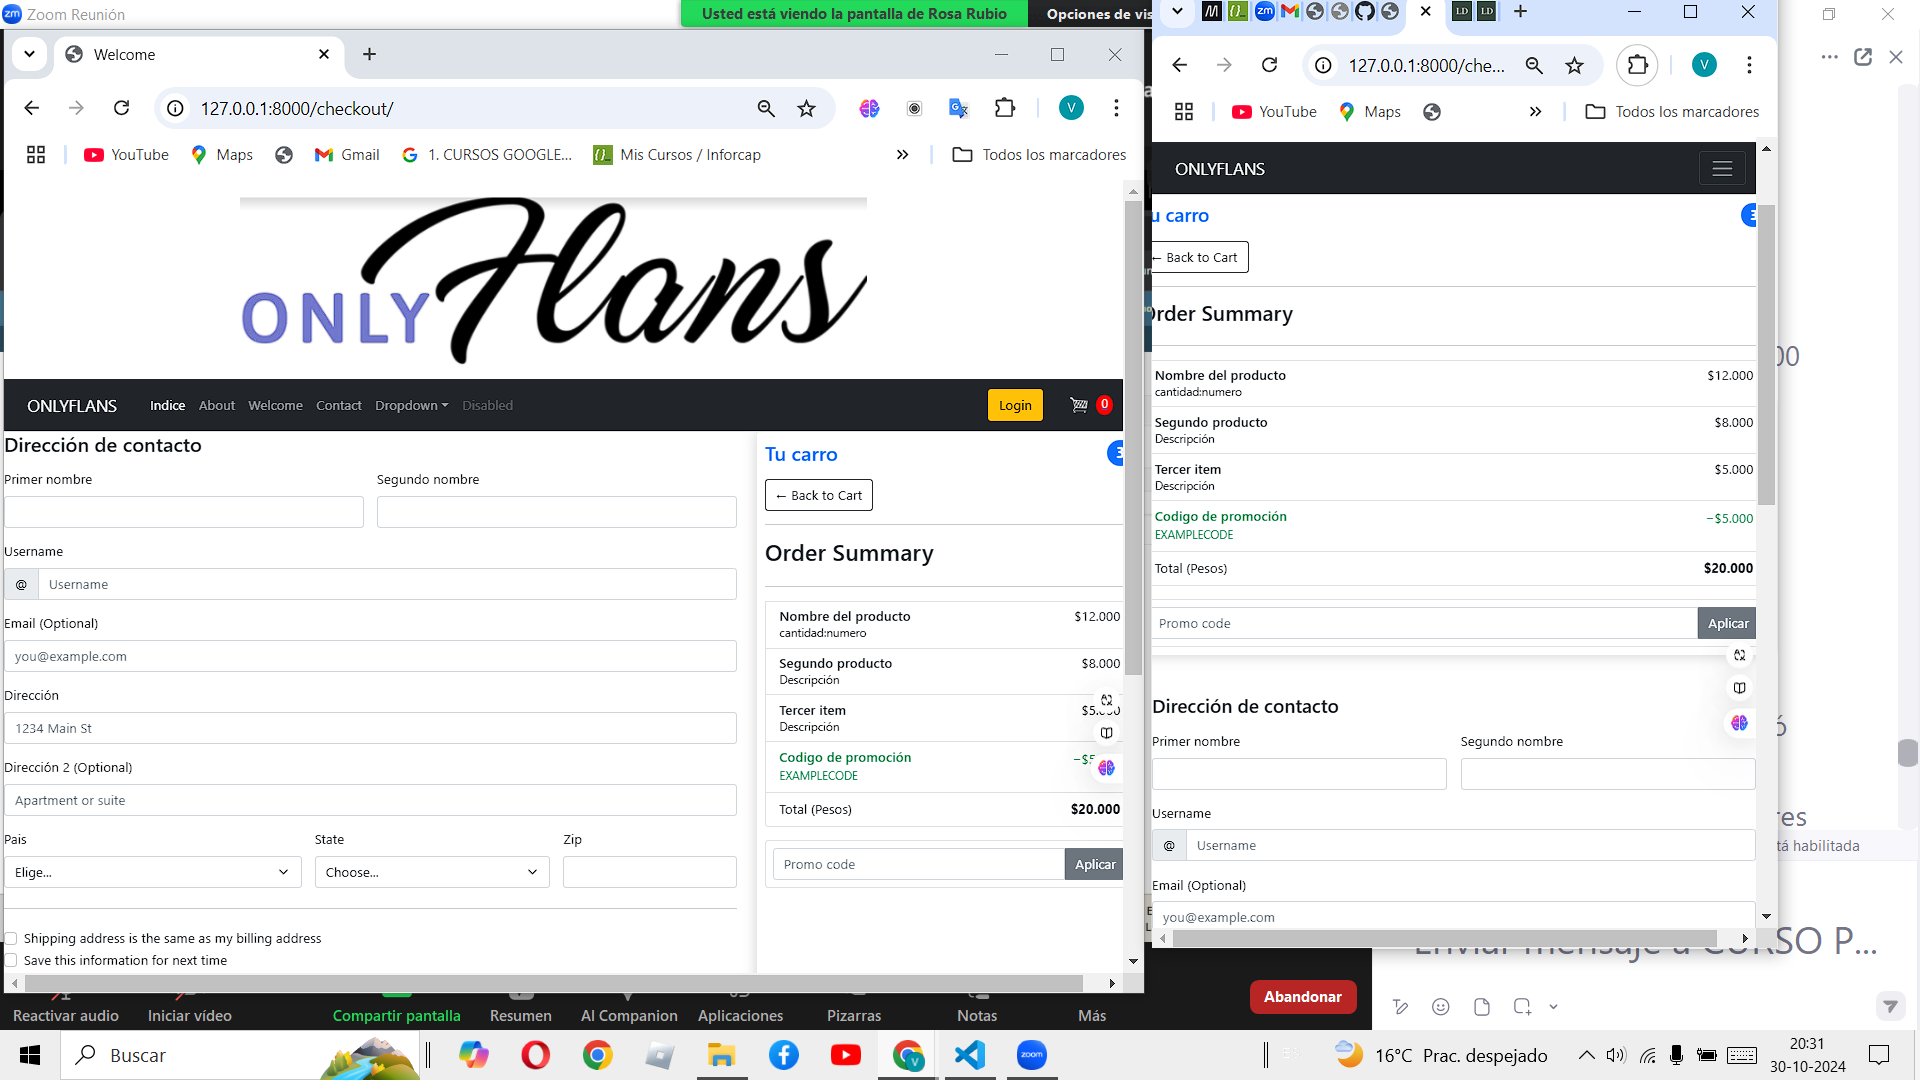 Zoom Reunión
Usted está viendo la pantalla de Rosa Rubio
Opciones de vis
Welcome
127.0.0.1:8000/checkout/
V
YouTube
Maps
Gmail
1. CURSOS GOOGLE...
Mis Cursos / Inforcap
Todos los marcadores
ONLY Flans
ONLYFLANS
Indice
About
Welcome
Contact
Dropdown
Disabled
Login
0
Dirección de contacto
Primer nombre
Segundo nombre
Username
@
Username
Email (Optional)
you@example.com
Dirección
1234 Main St
Dirección 2 (Optional)
Apartment or suite
Pais
State
Zip
Elige...
Choose...
Shipping address is the same as my billing address
Save this information for next time
Tu carro
3
← Back to Cart
Order Summary
Nombre del producto
$12.000
cantidad:numero
Segundo producto
$8.000
Descripción
Tercer item
Descripción
Codigo de promoción
EXAMPLECODE
Total (Pesos)
$20.000
Promo code
Aplicar
127.0.0.1:8000/che...
V
YouTube
Maps
Todos los marcadores
ONLYFLANS
u carro
3
← Back to Cart
rder Summary
Nombre del producto
$12.000
cantidad:numero
Segundo producto
$8.000
Descripción
Tercer item
$5.000
Descripción
Codigo de promoción
−$5.000
EXAMPLECODE
Total (Pesos)
$20.000
Promo code
Aplicar
Dirección de contacto
Primer nombre
Segundo nombre
Username
@
Username
Email (Optional)
you@example.com
tá habilitada
Enviar mensaje a CURSO P...
Reactivar audio
Iniciar vídeo
Compartir pantalla
Resumen
AI Companion
Aplicaciones
Pizarras
Notas
Más
Abandonar
Buscar
zoom
16°C Prac. despejado
20:31
30-10-2024